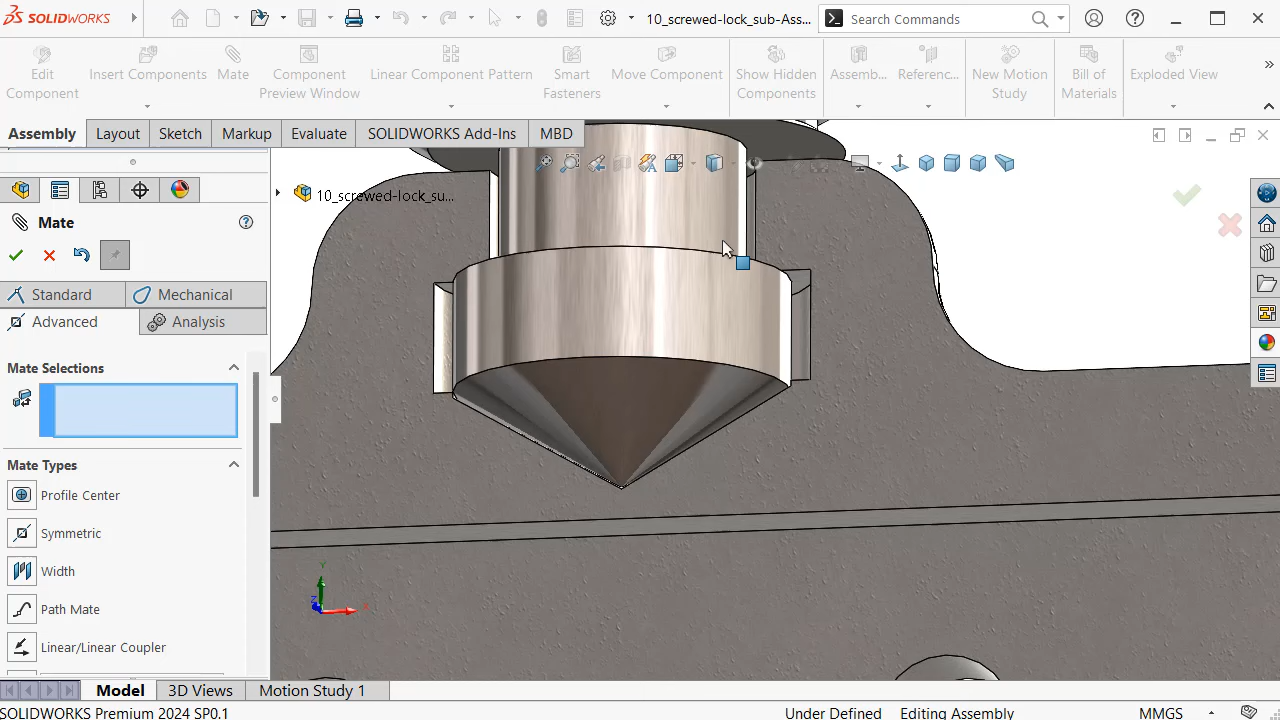 SOLIDWORKS
10_screwed-lock_sub-Ass...
Search Commands
Edit
Component
Insert Components
Mate
Component
Preview Window
Linear Component Pattern
Smart
Fasteners
Move Component
Show Hidden
Components
Assemb...
Referenc...
New Motion
Study
Bill of
Materials
Exploded View
Assembly
Layout
Sketch
Markup
Evaluate
SOLIDWORKS Add-Ins
MBD
10_screwed-lock_su...
Mate
Standard
Mechanical
Advanced
Analysis
Mate Selections
Mate Types
Profile Center
Symmetric
Width
Path Mate
Linear/Linear Coupler
Y
Z
X
Model
3D Views
Motion Study 1
SOLIDWORKS Premium 2024 SP0.1
Under Defined
Editing Assembly
MMGS